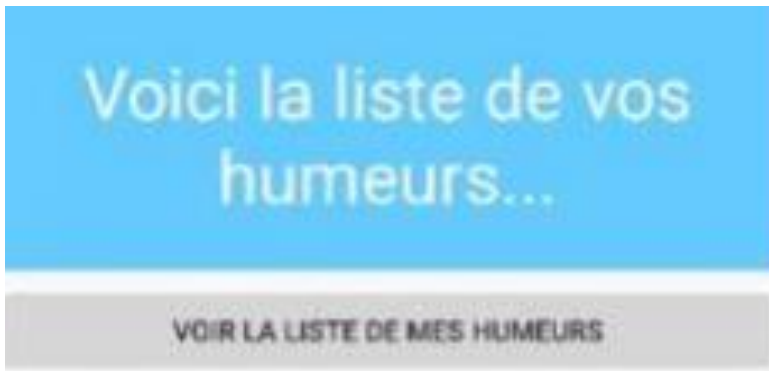 Voici la liste de vos
humeurs...
VOIR LA LISTE DE MES HUMEURS